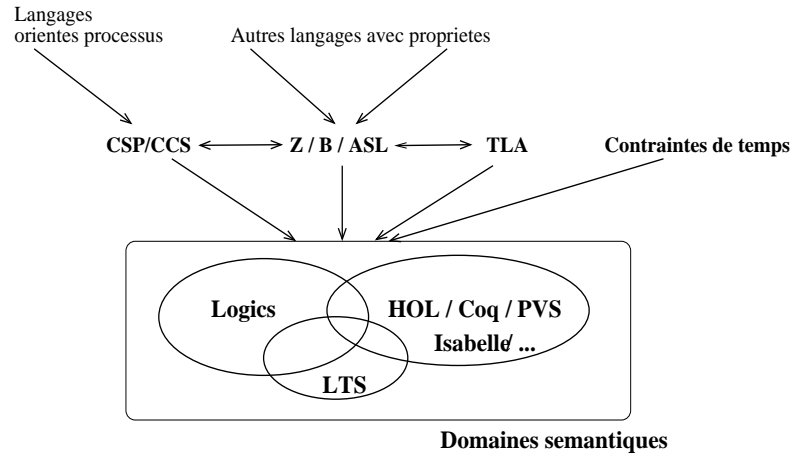 Langages
orientes processus
Autres langages avec proprietes
CSP/CCS
Z / B / ASL
TLA
Contraintes de temps
Logics
HOL / Coq / PVS
Isabelle/ ...
LTS
Domaines semantiques